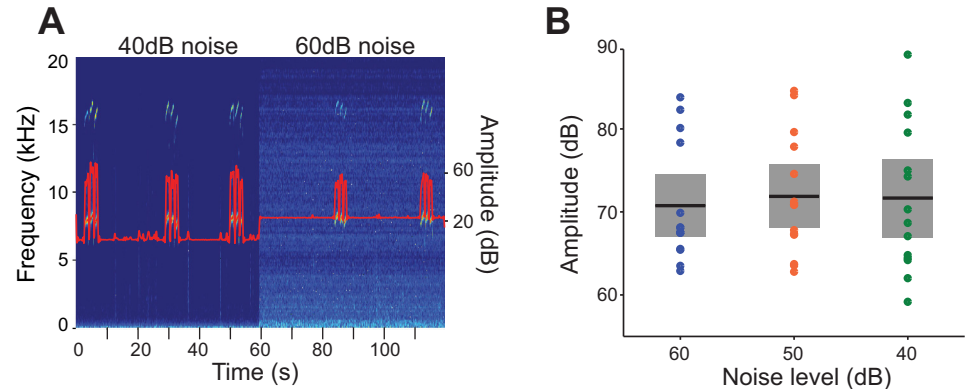 A
40dB noise 60dB noise
20
15
10
5
0
Frequency (kHz)
60
20
Amplitude (dB)
0 20 40 60 80 100
Time (s)
B
90
80
70
60
Amplitude (dB)
60 50 40
Noise level (dB)